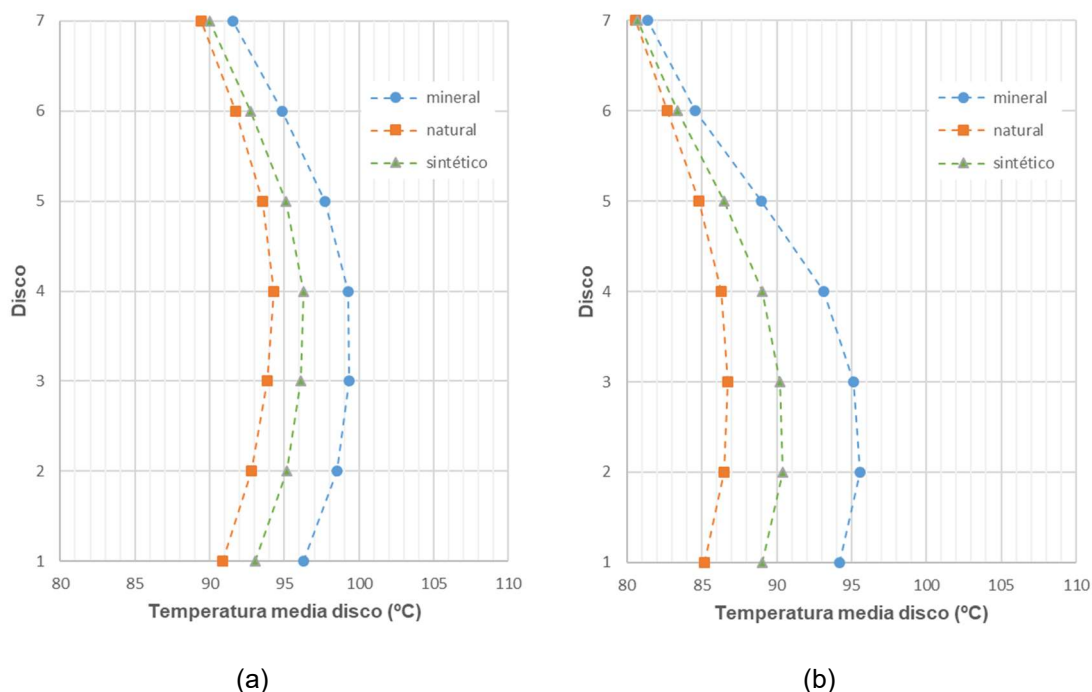 7
6
5
4
3
2
1
Disco
mineral
natural
sintético
80 85 90 95 100 105 110
Temperatura media disco (ºC)
(a)
7
6
5
4
3
2
1
Disco
mineral
natural
sintético
80 85 90 95 100 105 110
Temperatura media disco (ºC)
(b)